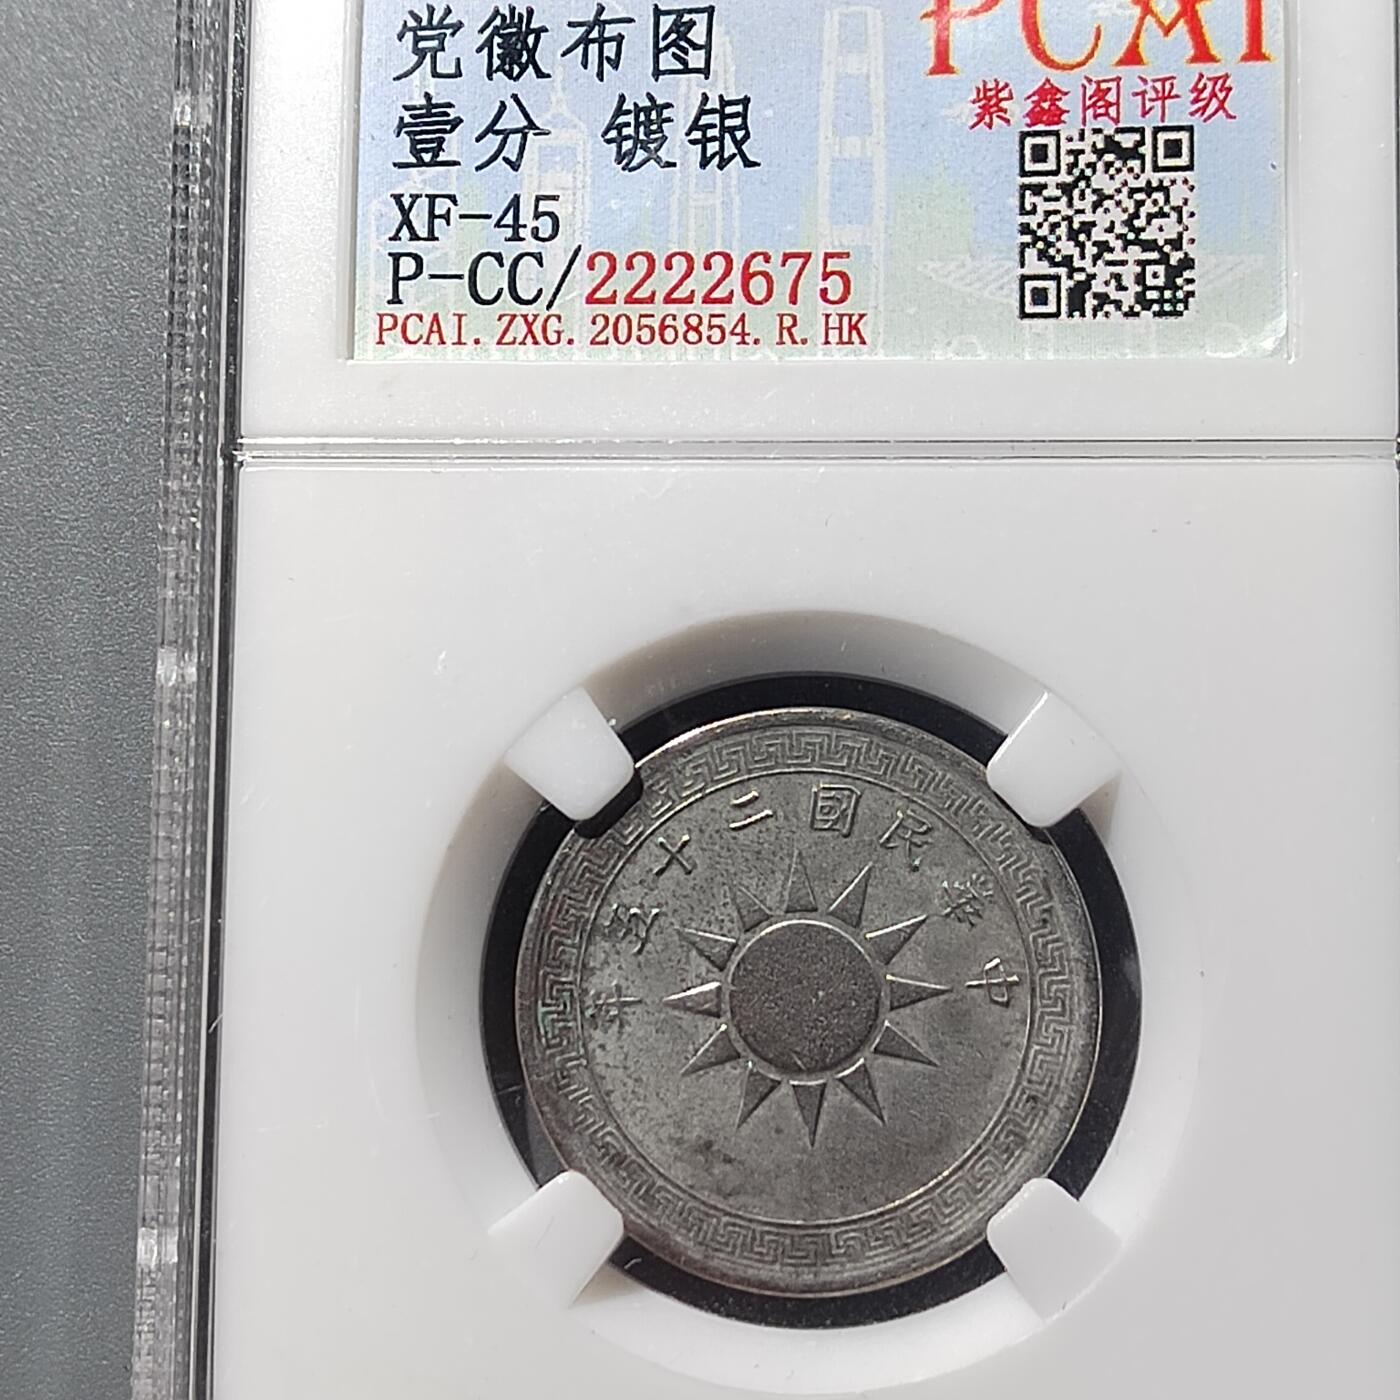 党徽布图
壹分 镀银
XF-45
P-CC/2222675
PCAI.ZXG.2056854.R.HK
PCAI
紫鑫阁评级
中華民國二十五年